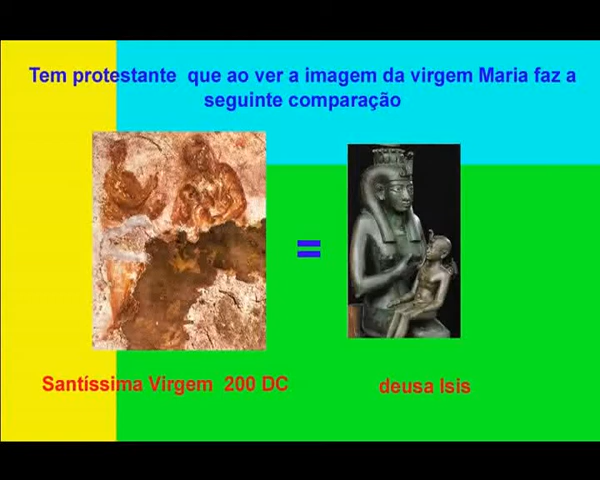 Tem protestante que ao ver a imagem da virgem Maria faz a
seguinte comparação
=
Santíssima Virgem 200 DC
deusa Isis